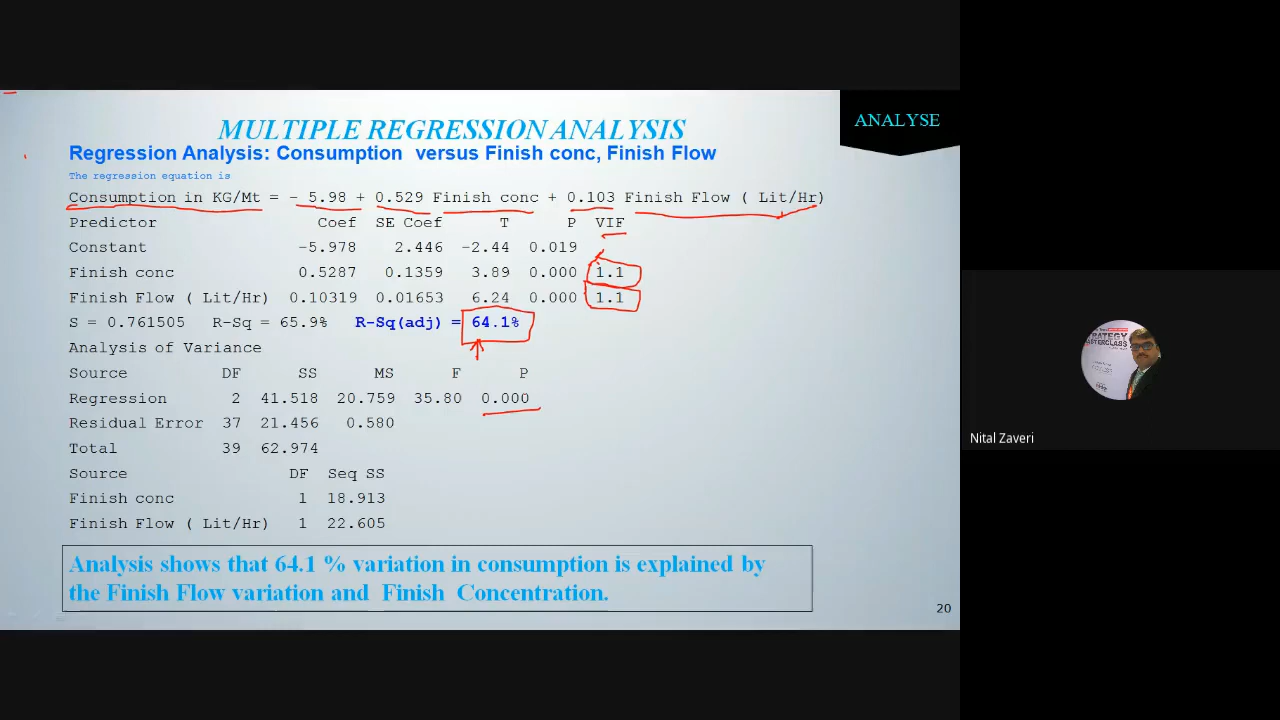 MULTIPLE REGRESSION ANALYSIS
ANALYSE
Regression Analysis: Consumption versus Finish conc, Finish Flow
The regression equation is
Consumption in KG/Mt = - 5.98 + 0.529 Finish conc + 0.103 Finish Flow ( Lit/Hr)
Predictor Coef SE Coef T P VIF
Constant -5.978 2.446 -2.44 0.019
Finish conc 0.5287 0.1359 3.89 0.000 1.1
Finish Flow ( Lit/Hr) 0.10319 0.01653 6.24 0.000 1.1
S = 0.761505 R-Sq = 65.9% R-Sq(adj) = 64.1%
Analysis of Variance
Source DF SS MS F P
Regression 2 41.518 20.759 35.80 0.000
Residual Error 37 21.456 0.580
Total 39 62.974
Source DF Seq SS
Finish conc 1 18.913
Finish Flow ( Lit/Hr) 1 22.605
Analysis shows that 64.1 % variation in consumption is explained by
the Finish Flow variation and Finish Concentration.
20
STRATEGY
MASTERCLASS
Nital Zaveri